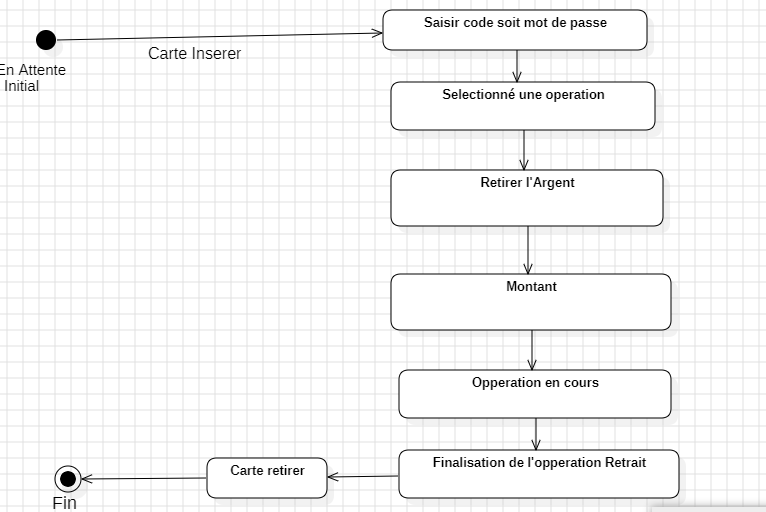 Saisir code soit mot de passe
Carte Inserer
En Attente
Initial
Selectionné une operation
Retirer l'Argent
Montant
Opperation en cours
Finalisation de l'opperation Retrait
Carte retirer
Fin